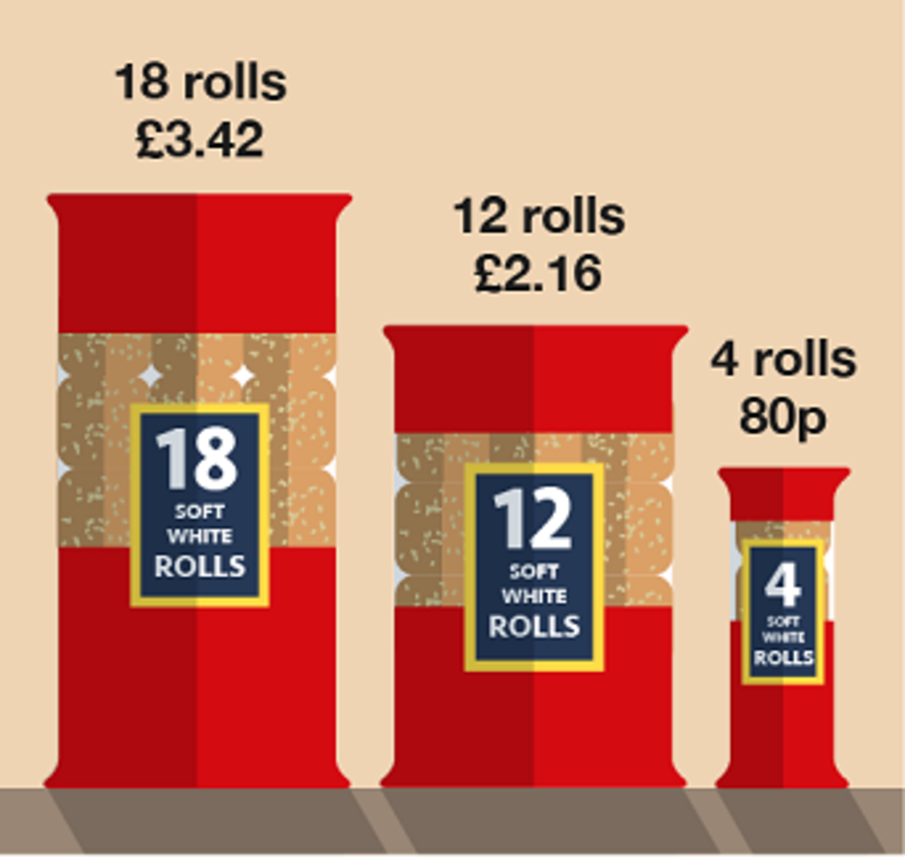 18 rolls
£3.42
12 rolls
£2.16
4 rolls
80p
18
SOFT
WHITE
ROLLS
12
SOFT
WHITE
ROLLS
4
SOFT
WHITE
ROLLS